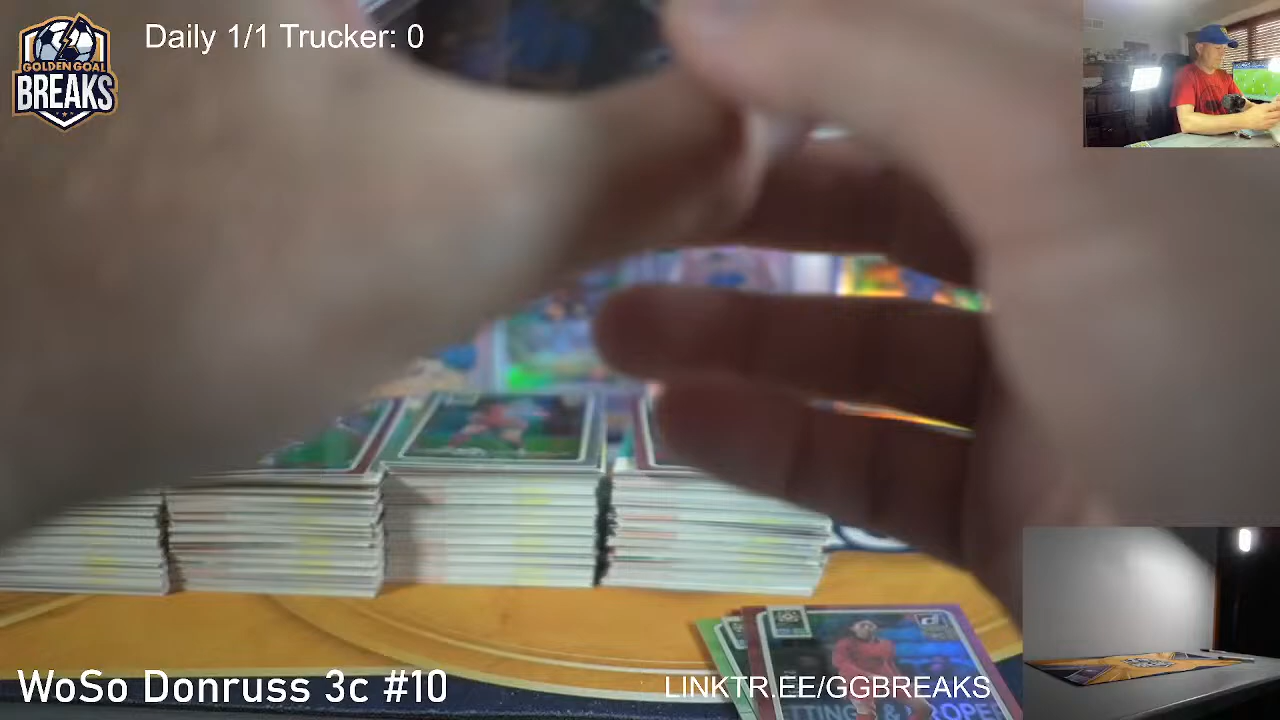 GOLDEN GOAL
BREAKS
Daily 1/1 Trucker: 0
WoSo Donruss 3c #10
LINKTR.EE/GGBREAKS